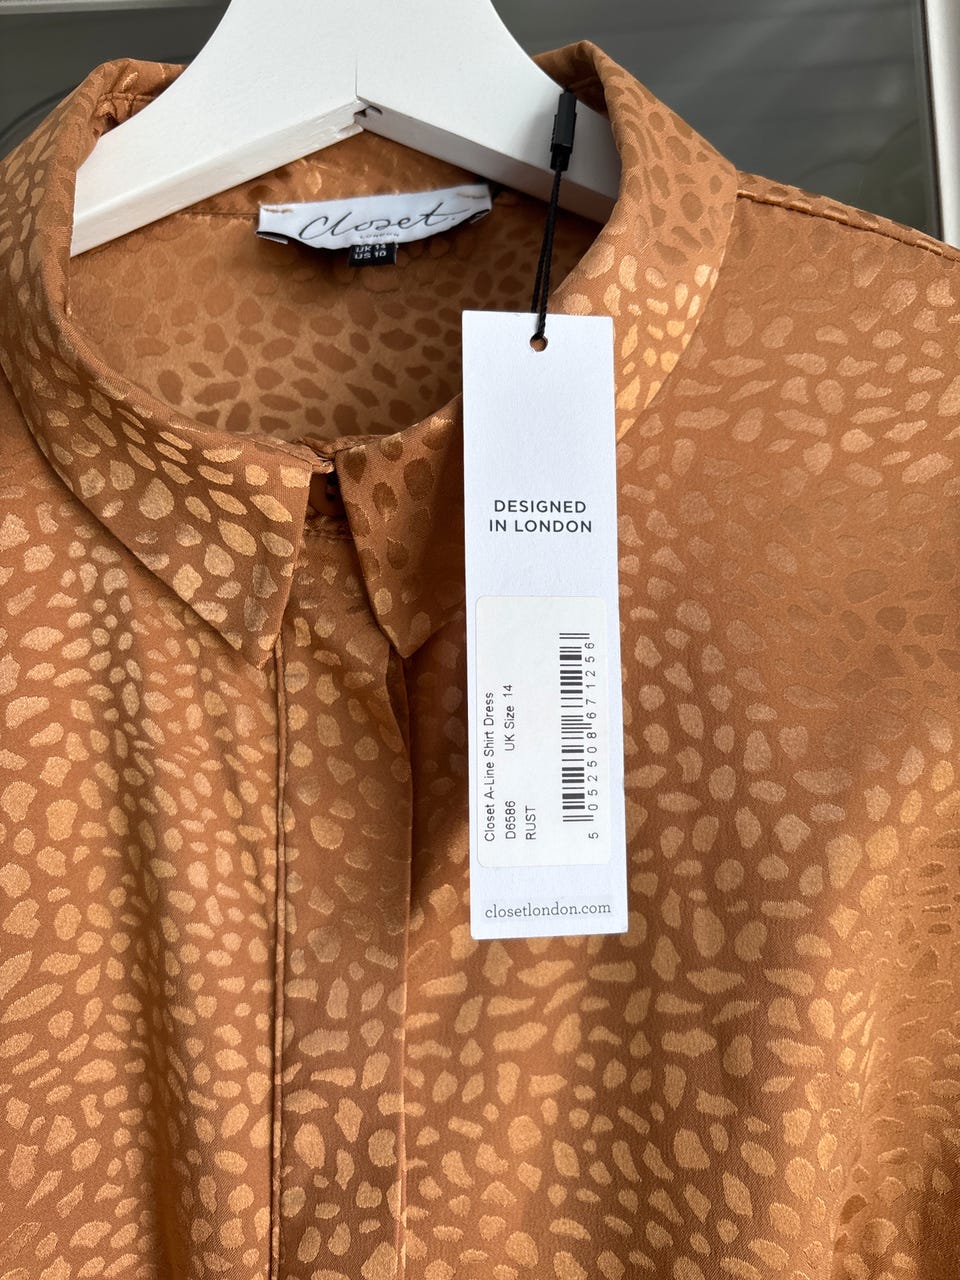 Closet.
LONDON
UK 14
US 10
DESIGNED
IN LONDON
Closet A-Line Shirt Dress
UK Size 14
D6586
RUST
5 052508 671256
closetlondon.com